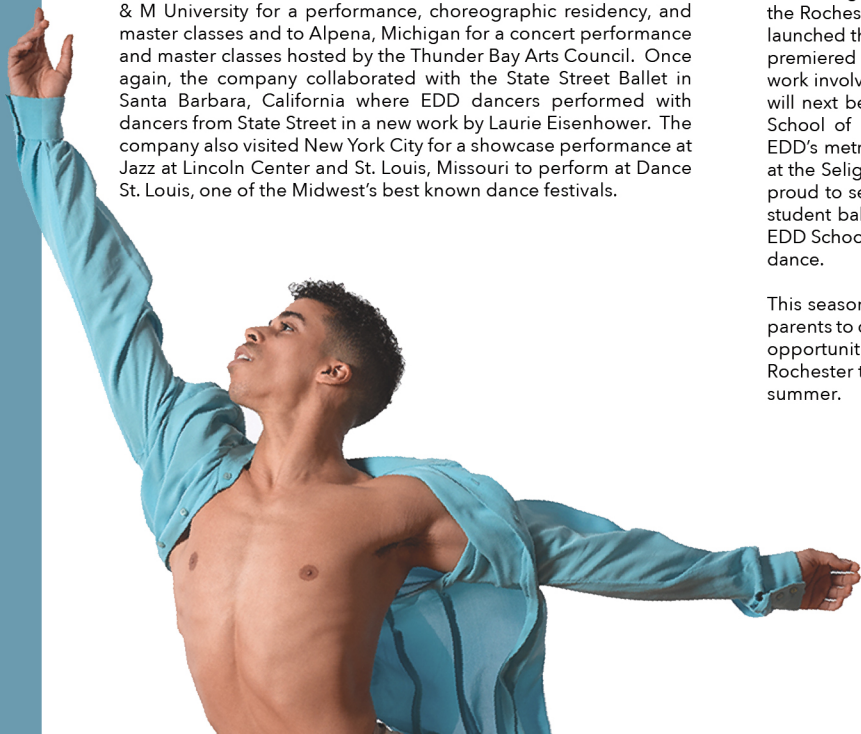 & M University for a performance, choreographic residency, and
master classes and to Alpena, Michigan for a concert performance
and master classes hosted by the Thunder Bay Arts Council. Once
again, the company collaborated with the State Street Ballet in
Santa Barbara, California where EDD dancers performed with
dancers from State Street in a new work by Laurie Eisenhower. The
company also visited New York City for a showcase performance at
Jazz at Lincoln Center and St. Louis, Missouri to perform at Dance
St. Louis, one of the Midwest’s best known dance festivals.
the Roches
launched th
premiered
work involv
will next be
School of
EDD’s metr
at the Selig
proud to se
student bal
EDD Schoo
dance.
This season
parents to
opportunit
Rochester t
summer.